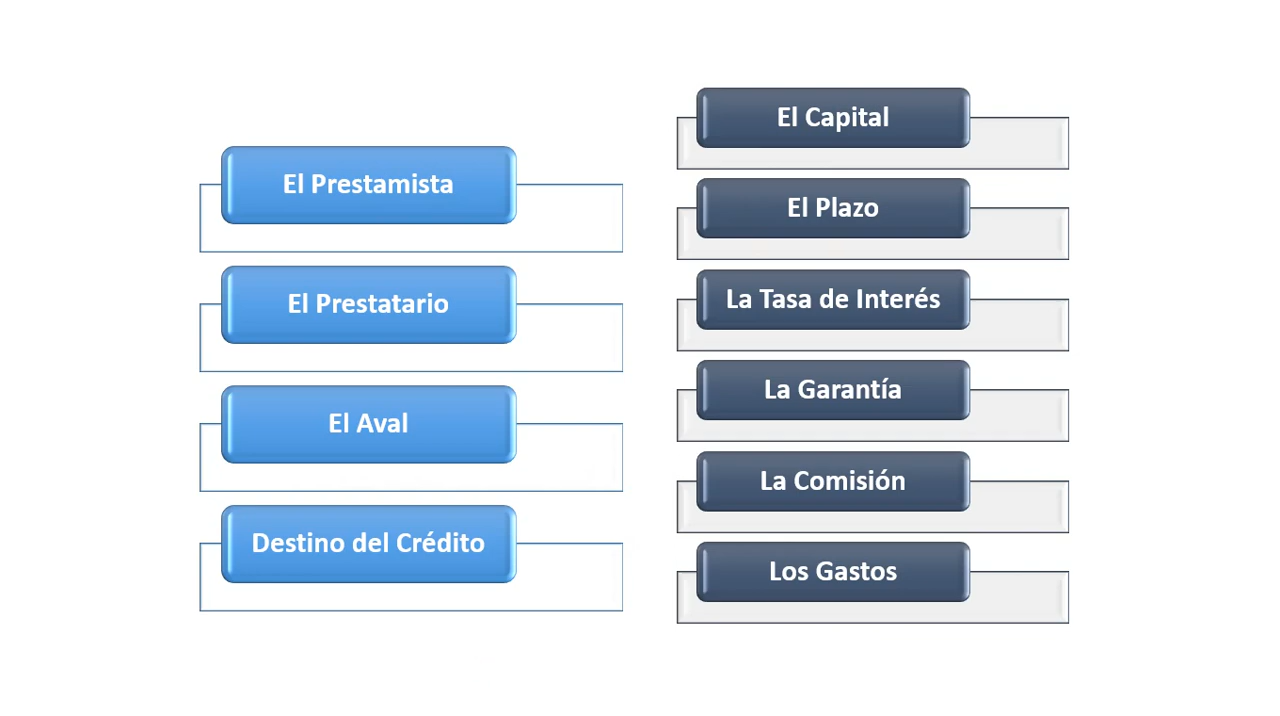 El Prestamista
El Prestatario
El Aval
Destino del Crédito
El Capital
El Plazo
La Tasa de Interés
La Garantía
La Comisión
Los Gastos